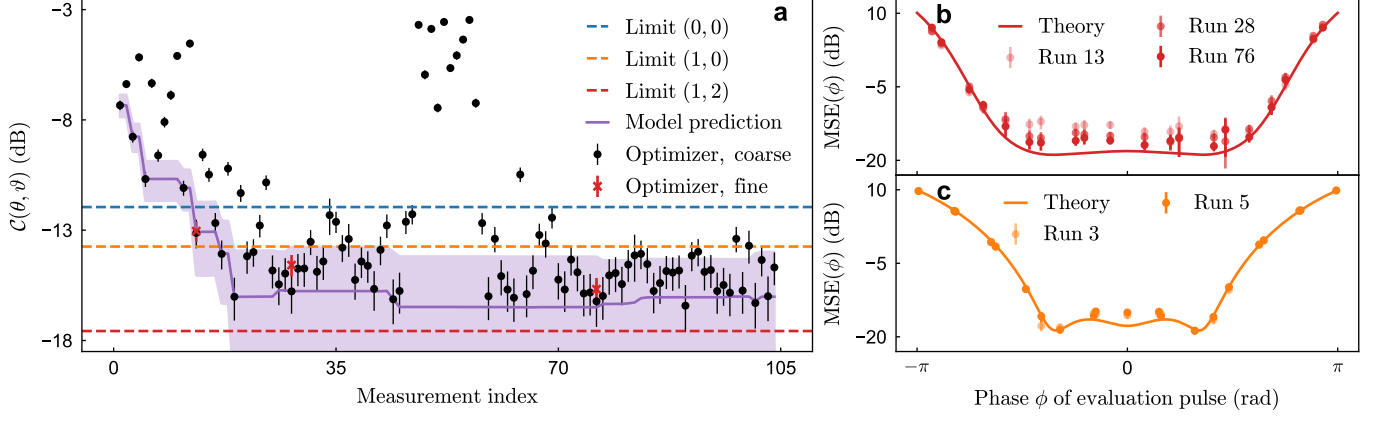 a
−3
−8
−13
−18
𝒞(θ, ϑ) (dB)
0
35
70
105
Measurement index
Limit (0, 0)
Limit (1, 0)
Limit (1, 2)
Model prediction
Optimizer, coarse
Optimizer, fine
b
10
−5
−20
MSE(ϕ) (dB)
Theory
Run 13
Run 28
Run 76
c
10
−5
−20
MSE(ϕ) (dB)
Theory
Run 3
Run 5
−π
0
π
Phase ϕ of evaluation pulse (rad)